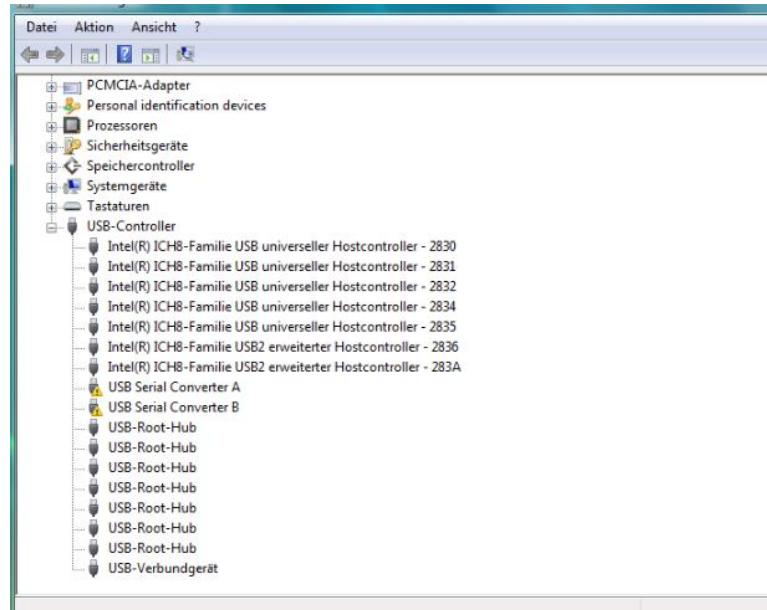 Datei Aktion Ansicht ?
PCMCIA-Adapter
Personal identification devices
Prozessoren
Sicherheitsgeräte
Speichercontroller
Systemgeräte
Tastaturen
USB-Controller
Intel(R) ICH8-Familie USB universeller Hostcontroller - 2830
Intel(R) ICH8-Familie USB universeller Hostcontroller - 2831
Intel(R) ICH8-Familie USB universeller Hostcontroller - 2832
Intel(R) ICH8-Familie USB universeller Hostcontroller - 2834
Intel(R) ICH8-Familie USB universeller Hostcontroller - 2835
Intel(R) ICH8-Familie USB2 erweiterter Hostcontroller - 2836
Intel(R) ICH8-Familie USB2 erweiterter Hostcontroller - 283A
USB Serial Converter A
USB Serial Converter B
USB-Root-Hub
USB-Root-Hub
USB-Root-Hub
USB-Root-Hub
USB-Root-Hub
USB-Root-Hub
USB-Root-Hub
USB-Verbundgerät